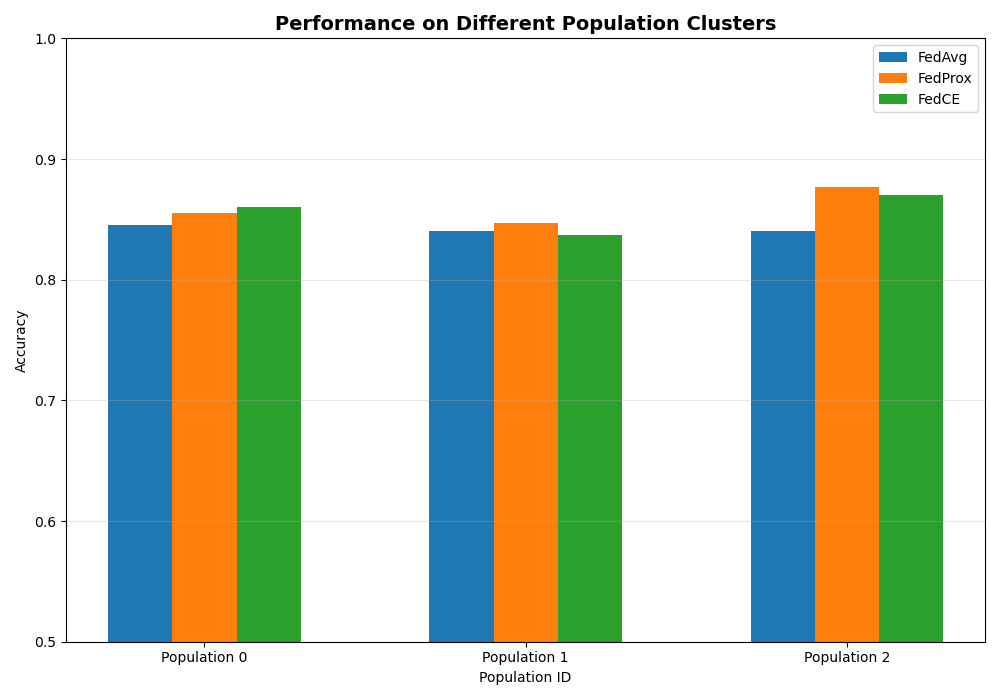 Performance on Different Population Clusters
FedAvg
FedProx
FedCE
Accuracy
1.0
0.9
0.8
0.7
0.6
0.5
Population 0
Population 1
Population 2
Population ID